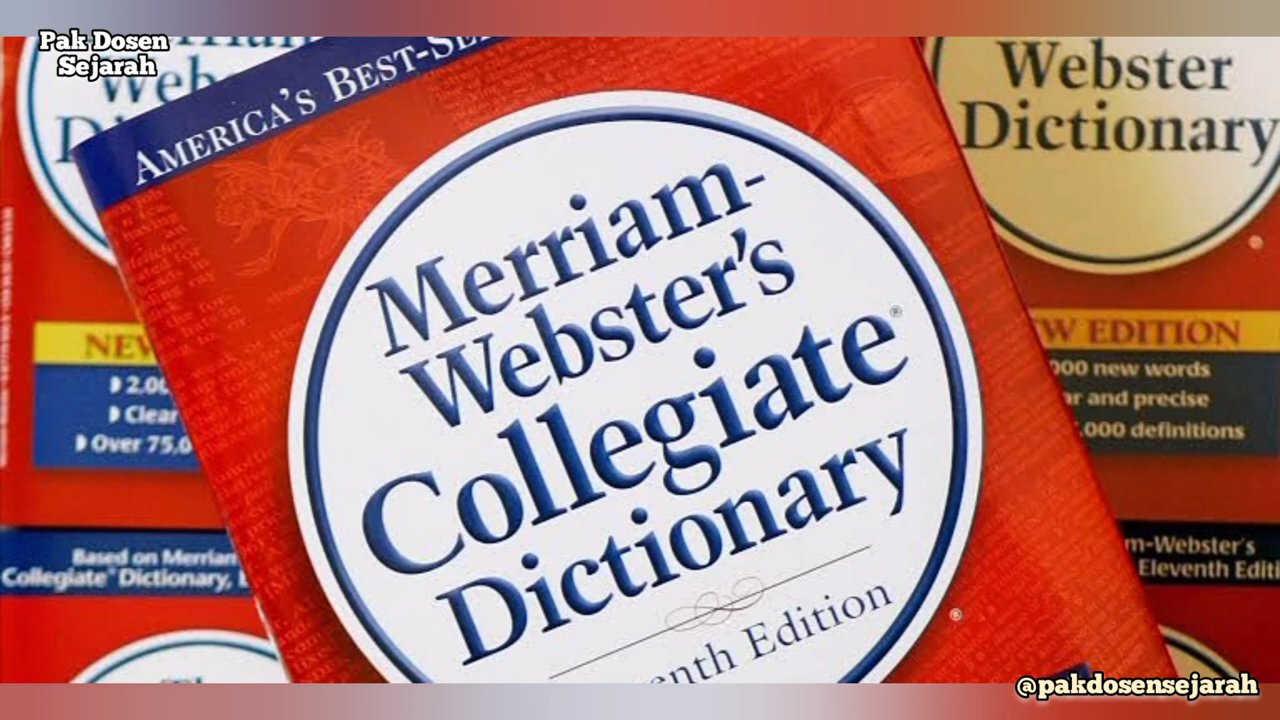 Pak Dosen
Sejarah
AMERICA'S BEST-SE
Merriam-
Webster's
Collegiate®
Dictionary
enth Edition
Webster
Dictionary
NEW
2.00
Clear
Over 75.0
Based on Merriam
Collegiate® Dictionary,
W EDITION
000 new words
ar and precise
,000 definitions
m-Webster's
Eleventh Editi
@pakdosensejarah